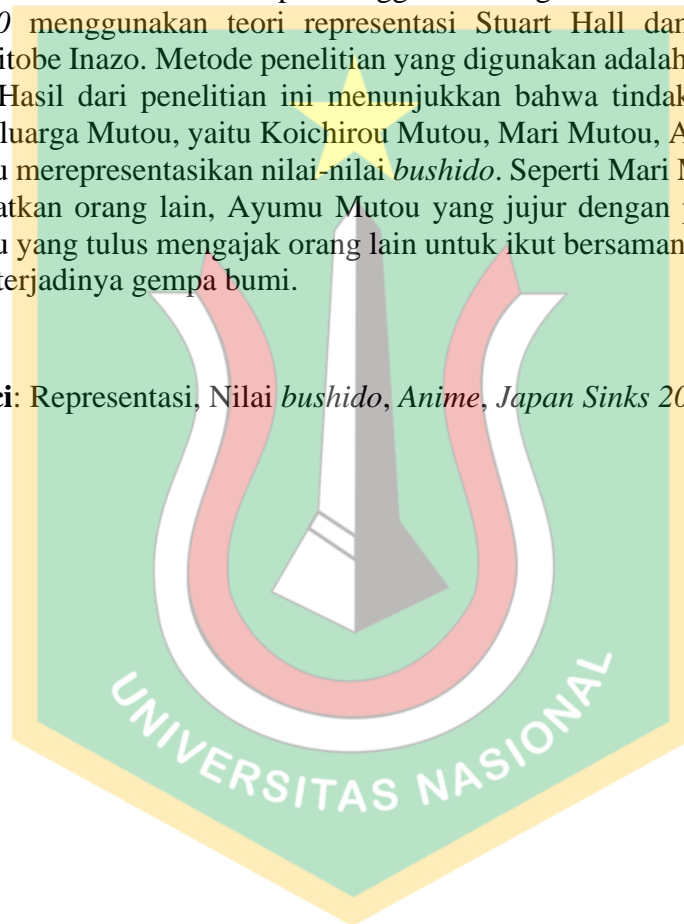 0 menggunakan teori representasi Stuart Hall dan
itobe Inazo. Metode penelitian yang digunakan adalah
Hasil dari penelitian ini menunjukkan bahwa tindak
luarga Mutou, yaitu Koichirou Mutou, Mari Mutou, A
u merepresentasikan nilai-nilai bushido. Seperti Mari M
atkan orang lain, Ayumu Mutou yang jujur dengan p
u yang tulus mengajak orang lain untuk ikut bersaman
terjadinya gempa bumi.
ci: Representasi, Nilai bushido, Anime, Japan Sinks 20
UNIVERSITAS NASIONAL